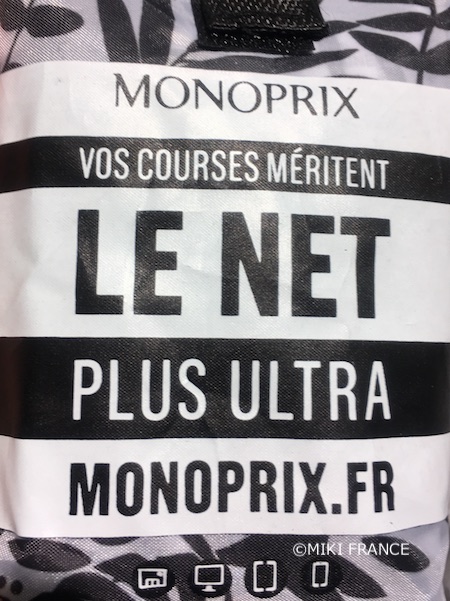 MONOPRIX
VOS COURSES MÉRITENT
LE NET
PLUS ULTRA
MONOPRIX.FR
©MIKI FRANCE